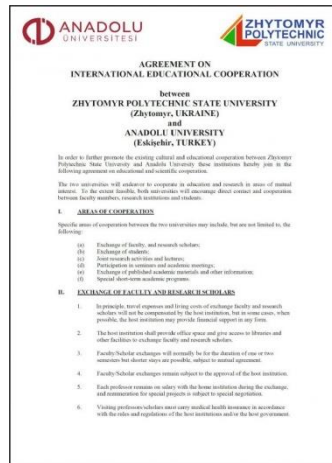 ANADOLU
ÜNİVERSİTESİ
ZHYTOMYR
POLYTECHNIC
STATE UNIVERSITY
AGREEMENT ON
INTERNATIONAL EDUCATIONAL COOPERATION
between
ZHYTOMYR POLYTECHNIC STATE UNIVERSITY
(Zhytomyr, UKRAINE)
and
ANADOLU UNIVERSITY
(Eskişehir, TURKEY)
In order to further promote the existing cultural and educational cooperation between Zhytomyr
Polytechnic State University and Anadolu University these institutions hereby join in the
following agreement on educational and scientific cooperation.
The two universities will endeavor to cooperate in education and research in areas of mutual
interest. To the extent feasible, both universities will encourage direct contact and cooperation
between faculty members, research institutions and students.
I. AREAS OF COOPERATION
Specific areas of cooperation between the two universities may include, but are not limited to, the
following:
(a) Exchange of faculty, and research scholars;
(b) Exchange of students;
(c) Joint research activities and lectures;
(d) Participation in seminars and academic meetings;
(e) Exchange of published academic materials and other information;
(f) Special short-term academic programs.
II. EXCHANGE OF FACULTY AND RESEARCH SCHOLARS
1. In principle, travel expenses and living costs of exchange faculty and research
scholars will not be compensated by the host institution, but in some cases, when
possible, the host institution may provide financial support in any form.
2. The host institution shall provide office space and give access to libraries and
other facilities to exchange faculty and research scholars.
3. Faculty/Scholar exchanges will normally be for the duration of one or two
semesters but shorter stays are possible, subject to mutual agreement.
4. Faculty/Scholar exchanges remain subject to the approval of the host institution.
5. Each professor remains on salary with the home institution during the exchange,
and remuneration for special projects is subject to special negotiation.
6. Visiting professors/scholars must carry medical health insurance in accordance
with the rules and regulations of the host institutions and/or the host government.